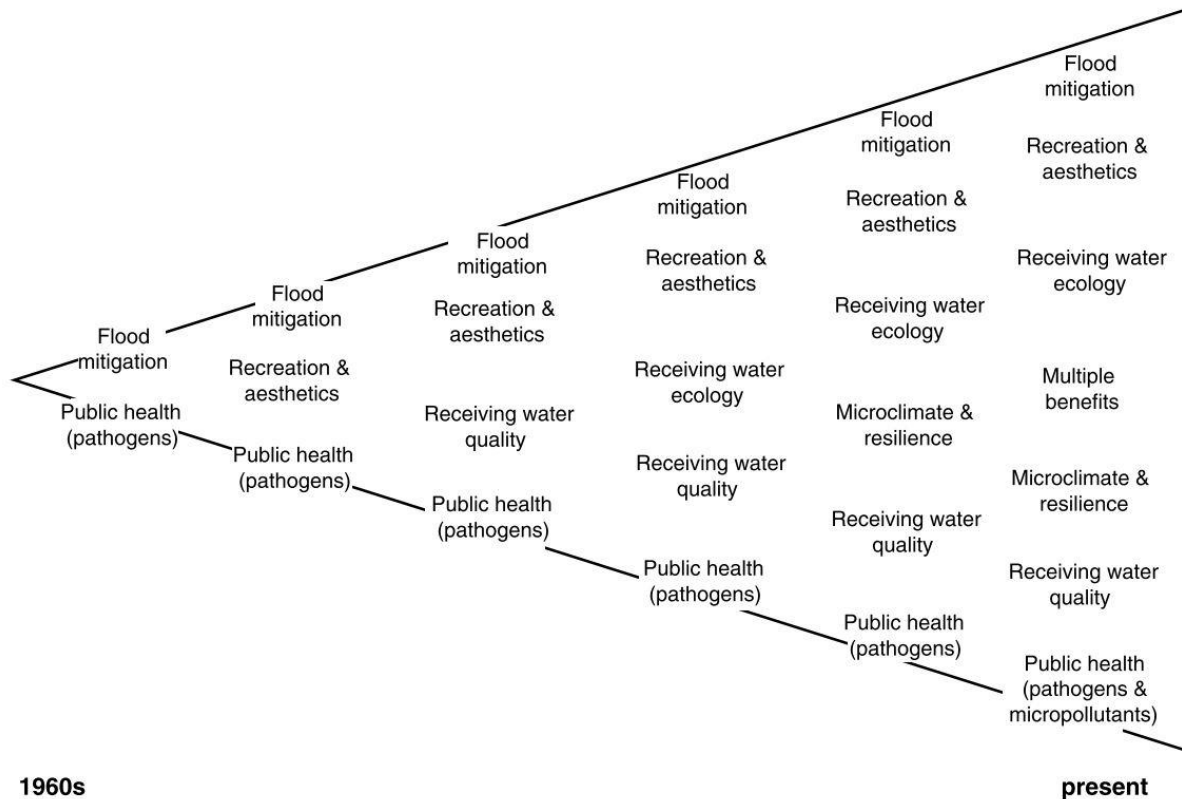 Flood
mitigation
Public health
(pathogens)
Flood
mitigation
Recreation &
aesthetics
Public health
(pathogens)
Flood
mitigation
Recreation &
aesthetics
Receiving water
quality
Public health
(pathogens)
Flood
mitigation
Recreation &
aesthetics
Receiving water
ecology
Receiving water
quality
Public health
(pathogens)
Flood
mitigation
Recreation &
aesthetics
Receiving water
ecology
Microclimate &
resilience
Receiving water
quality
Public health
(pathogens)
Flood
mitigation
Recreation &
aesthetics
Receiving water
ecology
Multiple
benefits
Microclimate &
resilience
Receiving water
quality
Public health
(pathogens &
micropollutants)
1960s
present